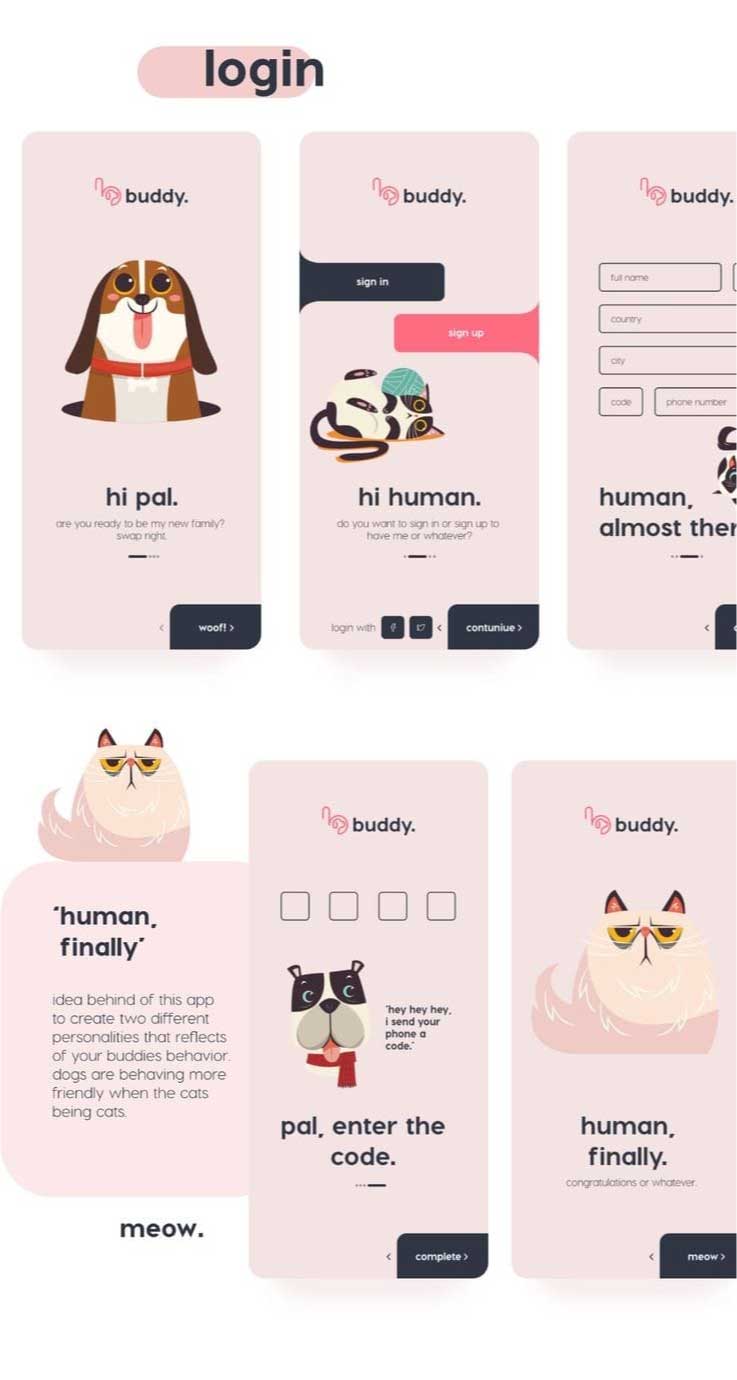 login
buddy.
hi pal.
are you ready to be my new family?
swap right.
woof! >
buddy.
sign in
sign up
hi human.
do you want to sign in or sign up to
have me or whatever?
login with
contuniue >
buddy.
full name
country
city
code
phone number
human,
almost ther
'human,
finally'
idea behind of this app
to create two different
personalities that reflects
of your buddies behavior.
dogs are behaving more
friendly when the cats
being cats.
meow.
buddy.
'hey hey hey,
i send your
phone a
code.'
pal, enter the
code.
complete >
buddy.
human,
finally.
congratulations or whatever.
meow >